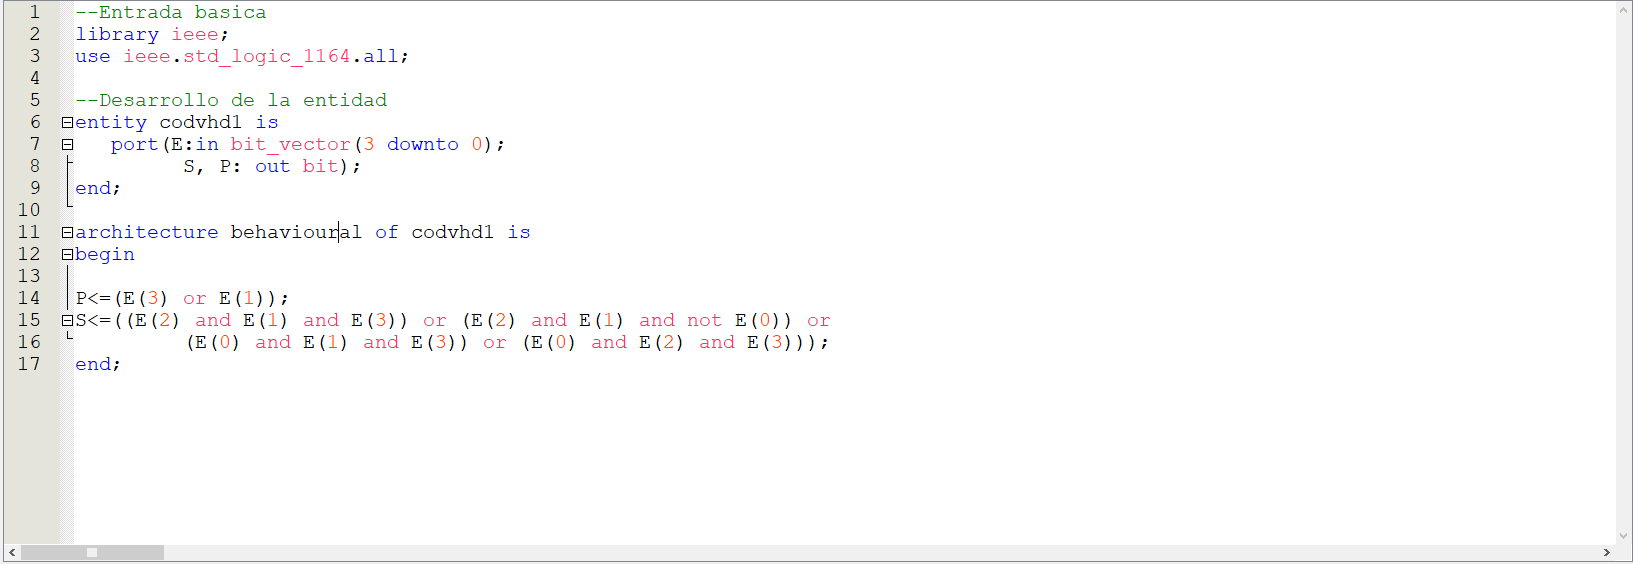 1 --Entrada basica
2 library ieee;
3 use ieee.std_logic_1164.all;
4
5 --Desarrollo de la entidad
6 entity codvhdl is
7 port(E:in bit_vector(3 downto 0);
8 S, P: out bit);
9 end;
10
11 architecture behavioural of codvhdl is
12 begin
13
14 P<=(E(3) or E(1));
15 S<=((E(2) and E(1) and E(3)) or (E(2) and E(1) and not E(0)) or
16 (E(0) and E(1) and E(3)) or (E(0) and E(2) and E(3)));
17 end;